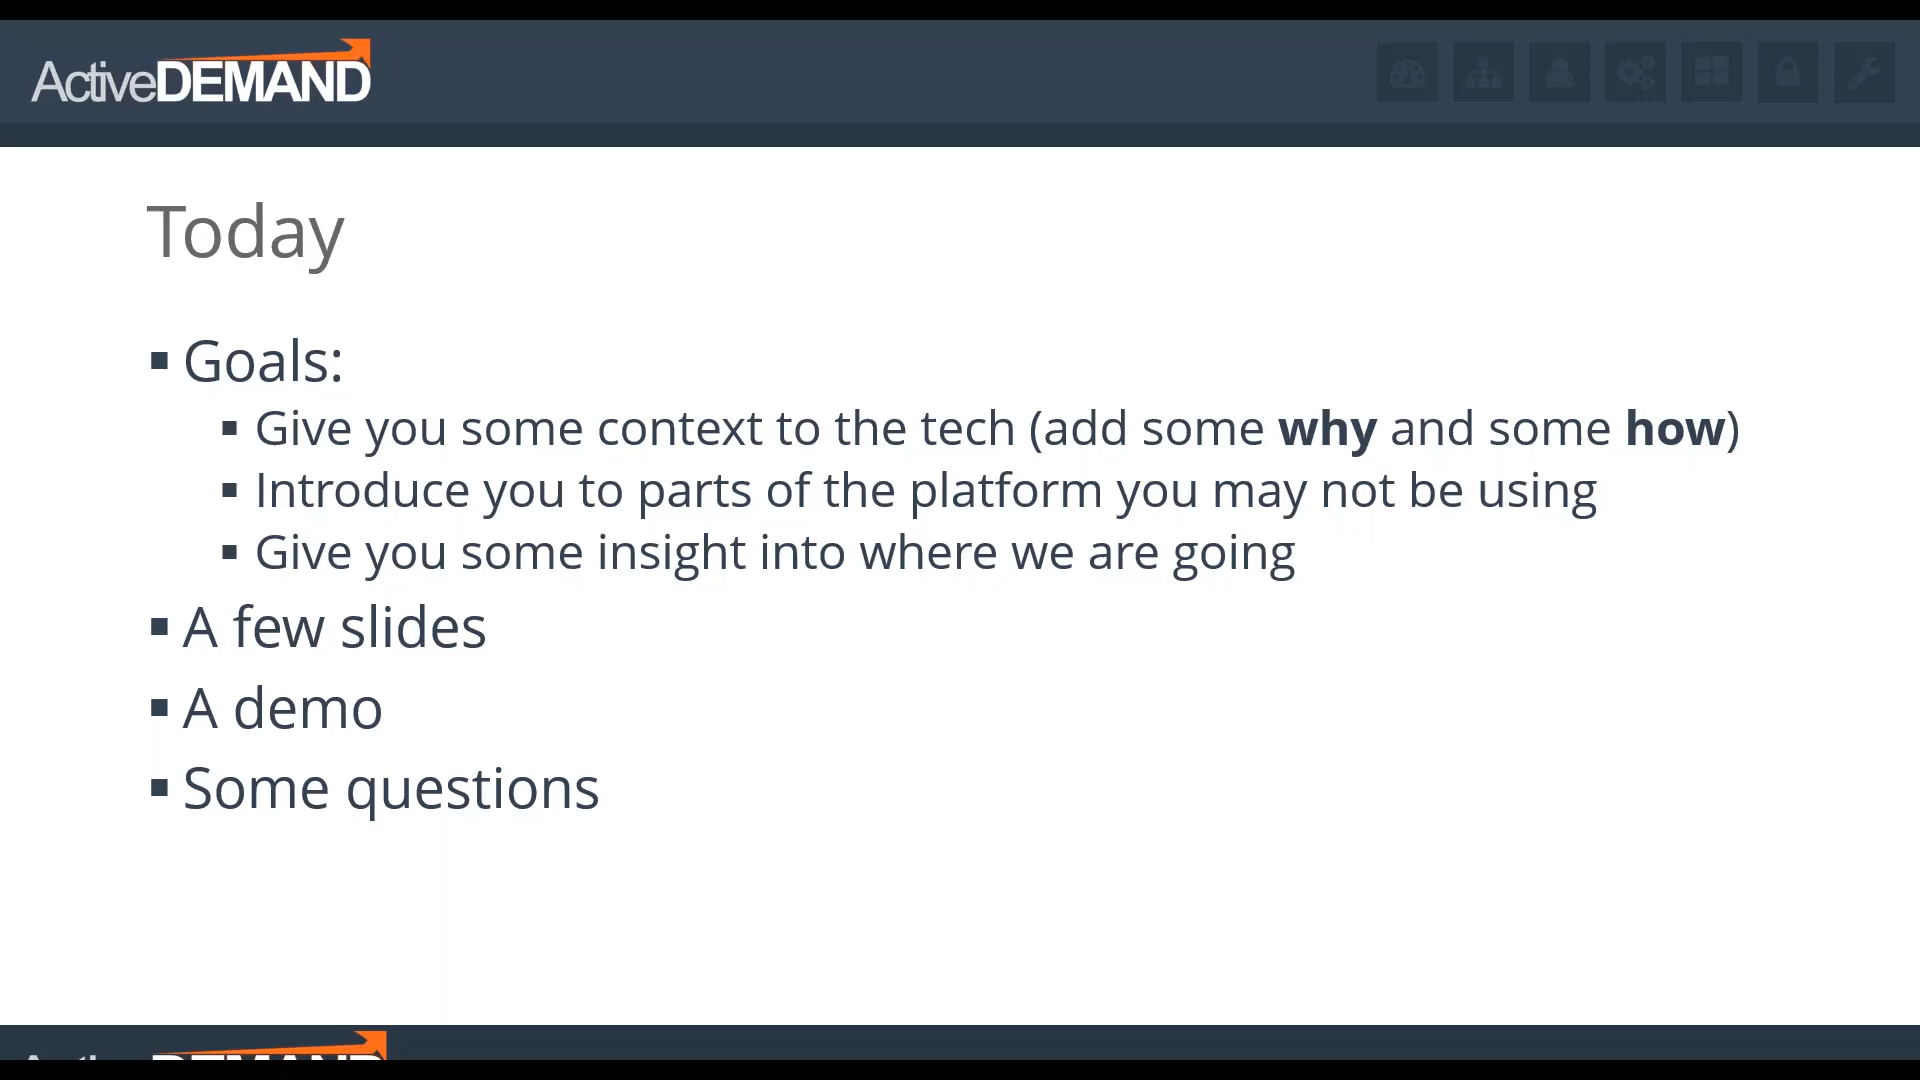 ActiveDEMAND
Today
Goals:
Give you some context to the tech (add some why and some how)
Introduce you to parts of the platform you may not be using
Give you some insight into where we are going
A few slides
A demo
Some questions
ActiveDEMAND